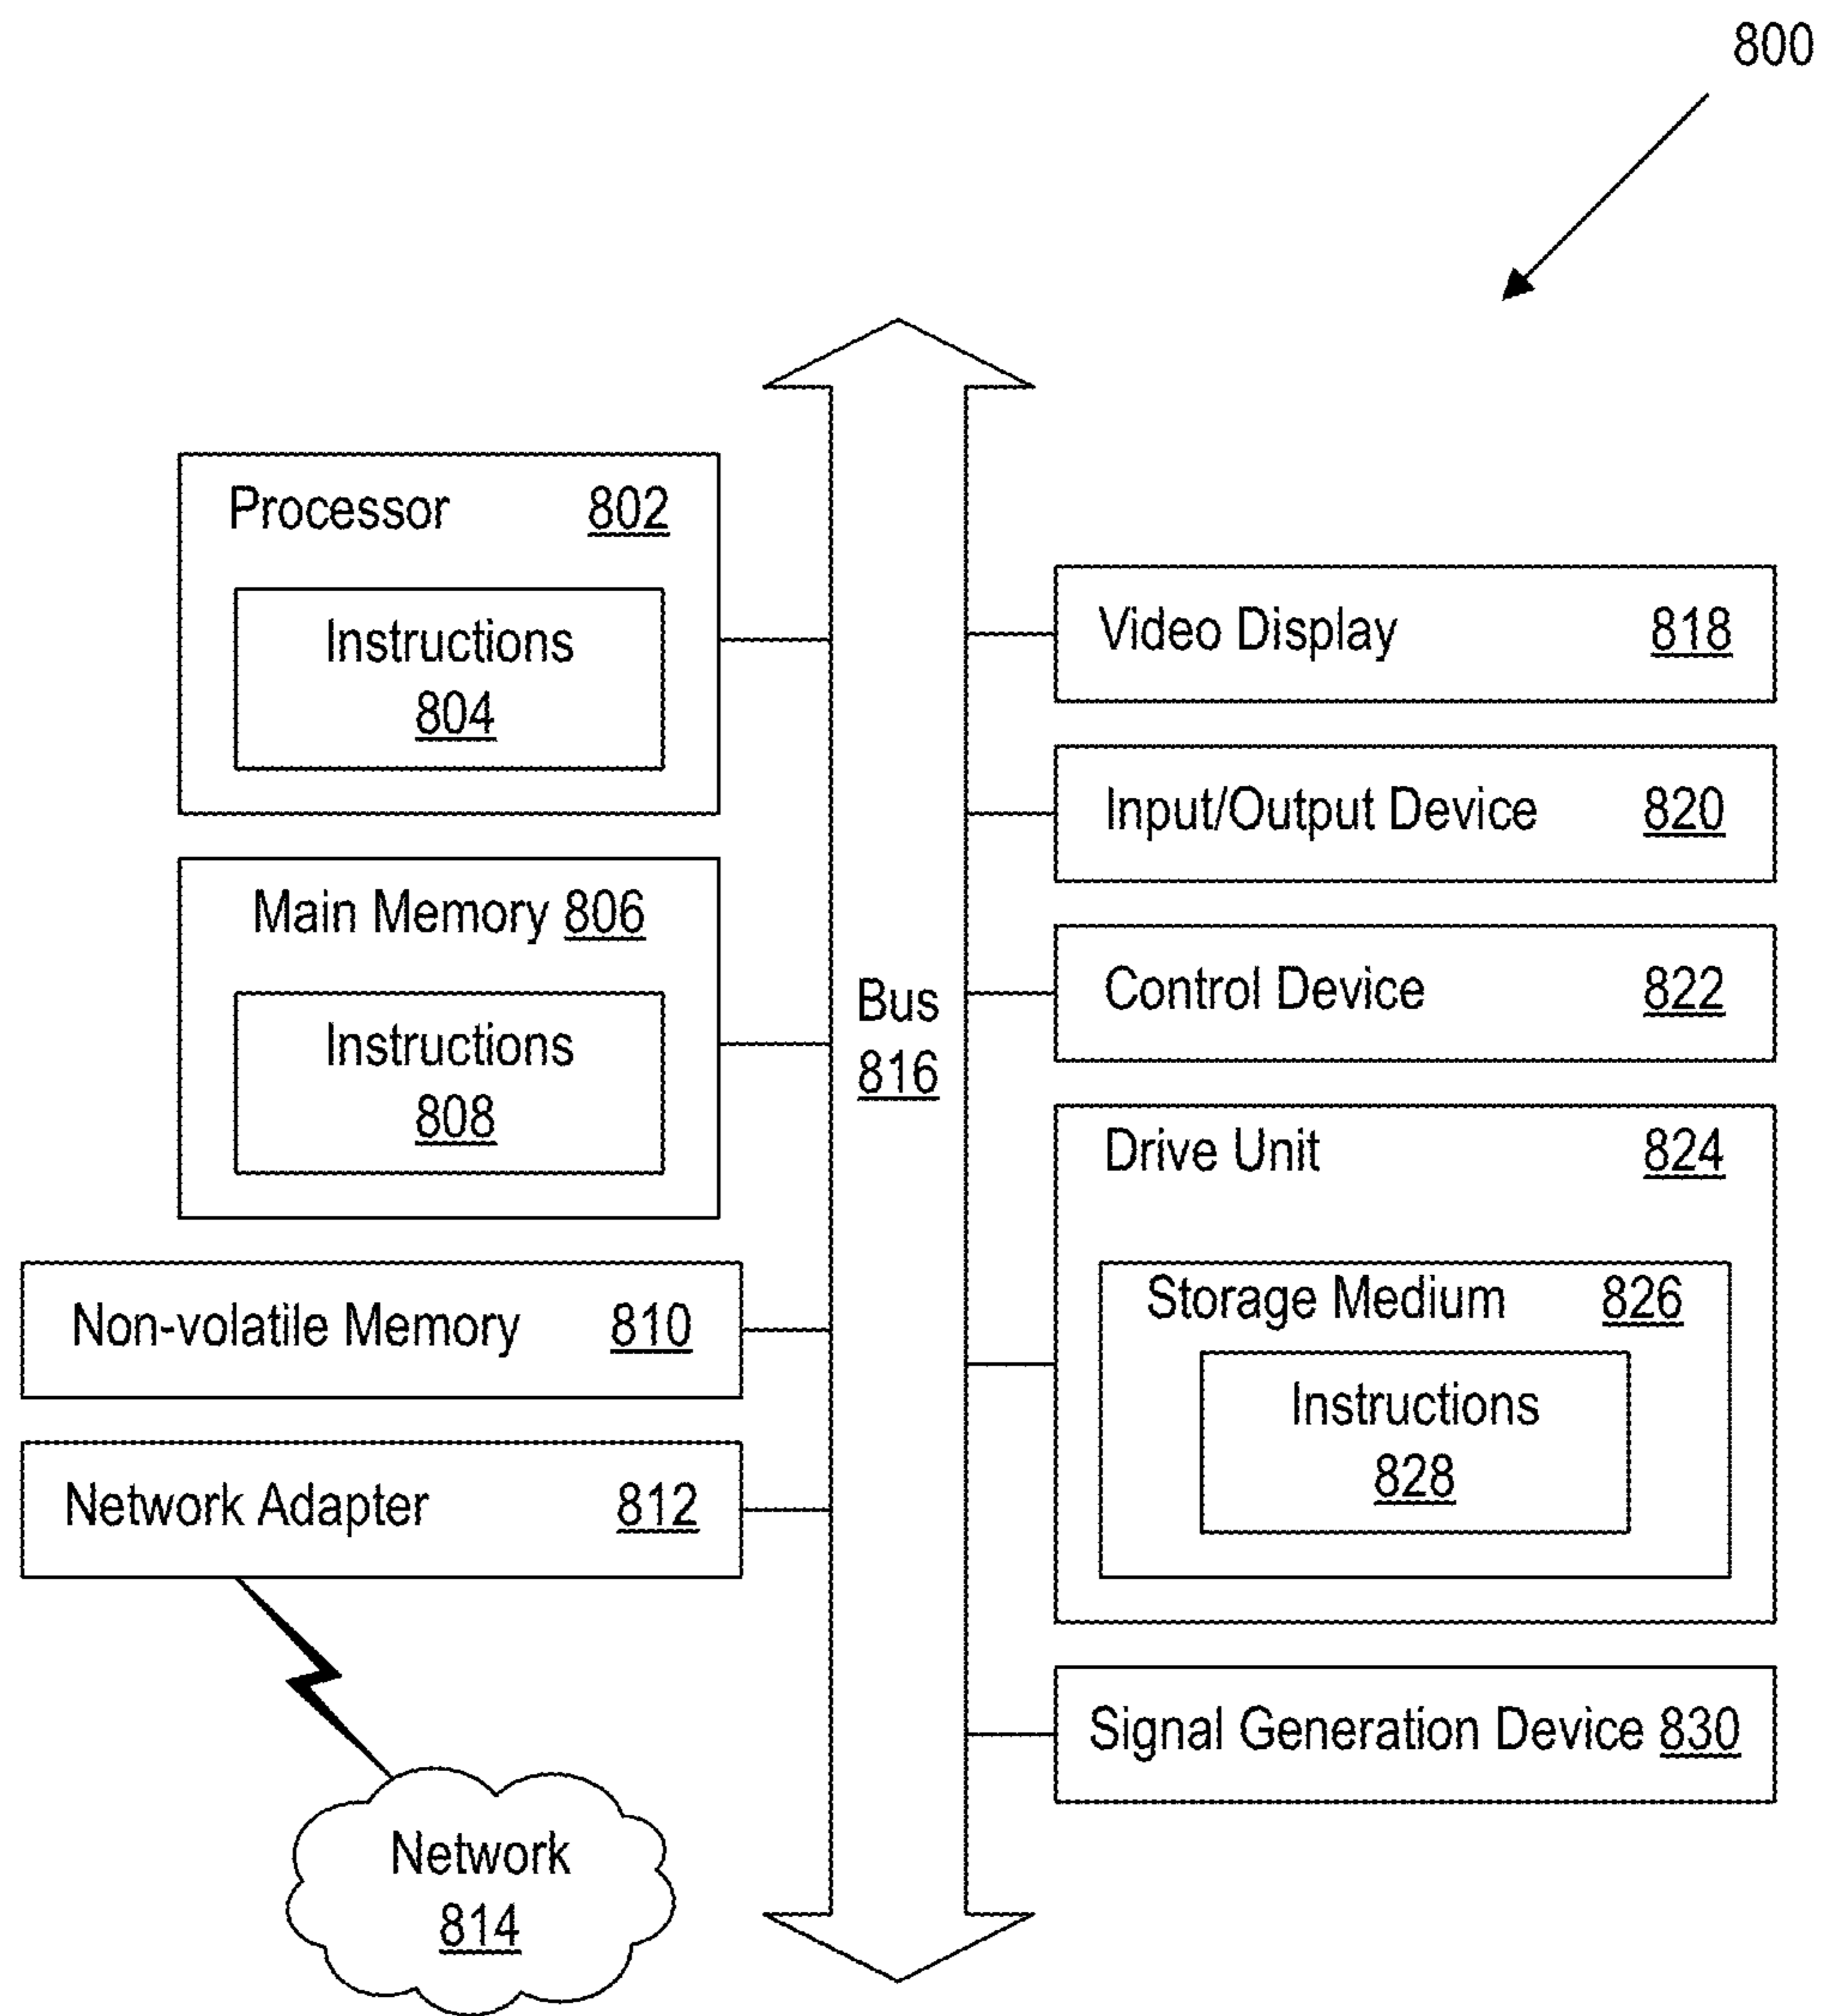 800
Processor 802
Instructions
804
Main Memory 806
Instructions
808
Non-volatile Memory 810
Network Adapter 812
Network
814
Bus
816
Video Display 818
Input/Output Device 820
Control Device 822
Drive Unit 824
Storage Medium 826
Instructions
828
Signal Generation Device 830